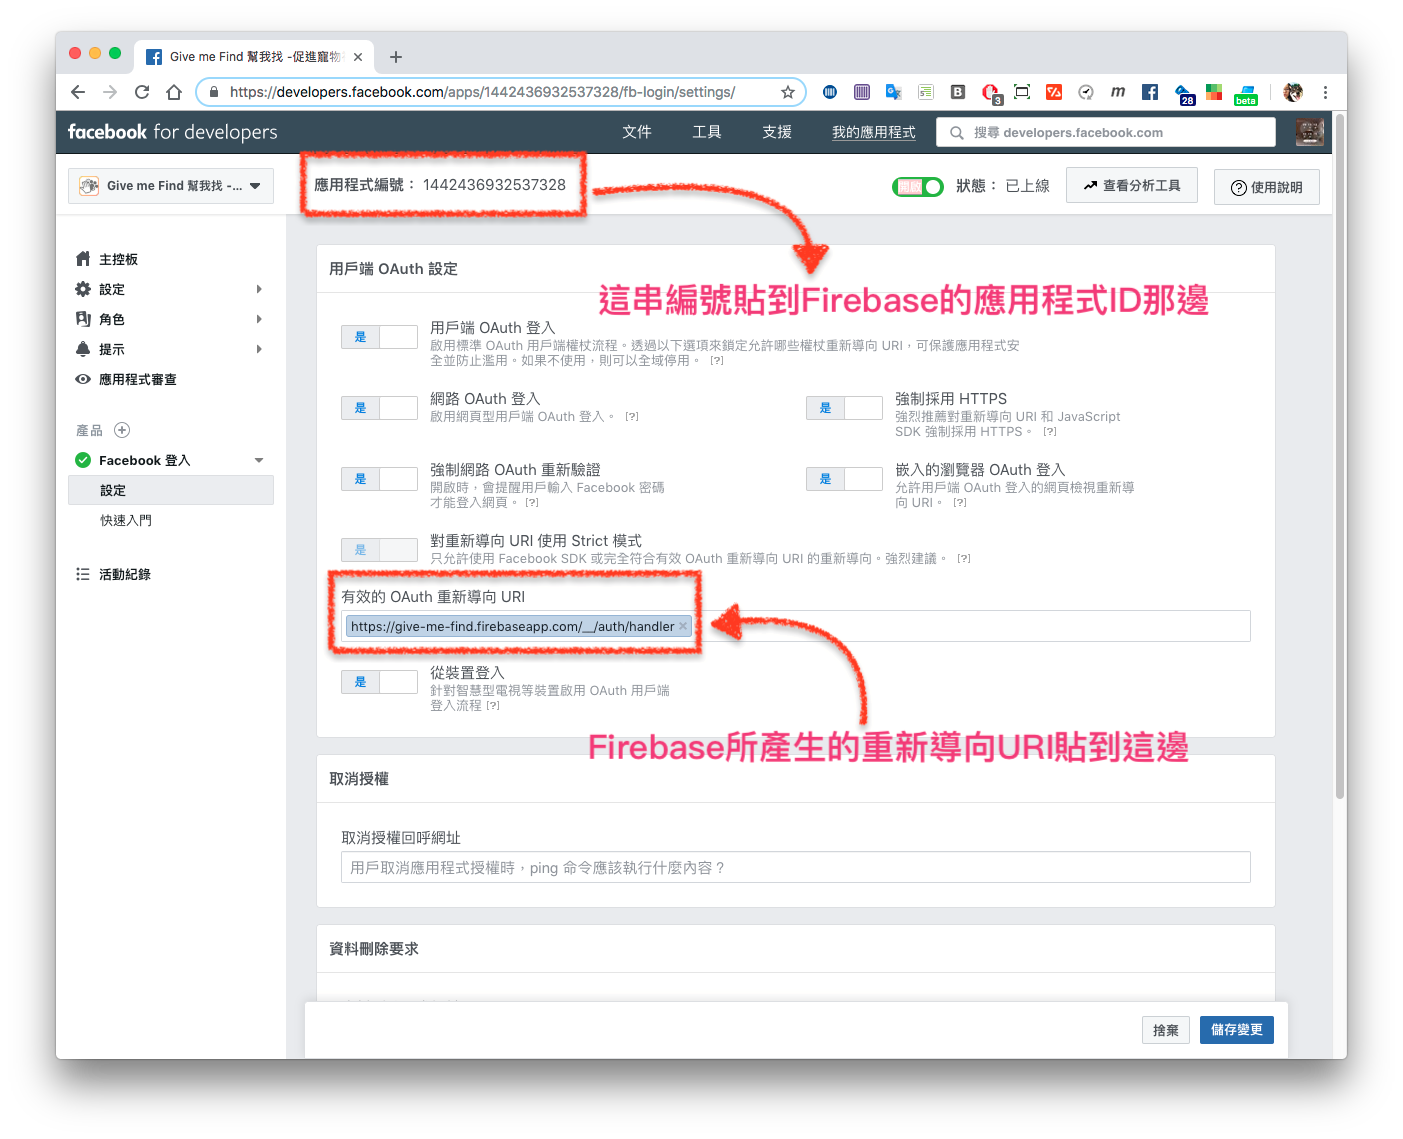 Give me Find 幫我找 -促進寵物
https://developers.facebook.com/apps/1442436932537328/fb-login/settings/
3
28
beta
facebook for developers
文件
工具
支援
我的應用程式
搜尋 developers.facebook.com
Give me Find 幫我找 -...
應用程式編號： 1442436932537328
狀態： 已上線
查看分析工具
使用說明
這串編號貼到Firebase的應用程式ID那邊
主控板
設定
角色
提示
應用程式審查
產品
Facebook 登入
設定
快速入門
活動紀錄
用戶端 OAuth 設定
是
用戶端 OAuth 登入
啟用標準 OAuth 用戶端權杖流程。透過以下選項來鎖定允許哪些權杖重新導向 URI，可保護應用程式安
全並防止濫用。如果不使用，則可以全域停用。 [?]
是
網路 OAuth 登入
啟用網頁型用戶端 OAuth 登入。 [?]
是
強制採用 HTTPS
強烈推薦對重新導向 URI 和 JavaScript
SDK 強制採用 HTTPS。 [?]
是
強制網路 OAuth 重新驗證
開啟時，會提醒用戶輸入 Facebook 密碼
才能登入網頁。 [?]
是
嵌入的瀏覽器 OAuth 登入
允許用戶端 OAuth 登入的網頁檢視重新導
向 URI。 [?]
是
對重新導向 URI 使用 Strict 模式
只允許使用 Facebook SDK 或完全符合有效 OAuth 重新導向 URI 的重新導向。強烈建議。 [?]
有效的 OAuth 重新導向 URI
https://give-me-find.firebaseapp.com/__/auth/handler ×
是
從裝置登入
針對智慧型電視等裝置啟用 OAuth 用戶端
登入流程 [?]
Firebase所產生的重新導向URI貼到這邊
取消授權
取消授權回呼網址
用戶取消應用程式授權時，ping 命令應該執行什麼內容？
資料刪除要求
捨棄
儲存變更